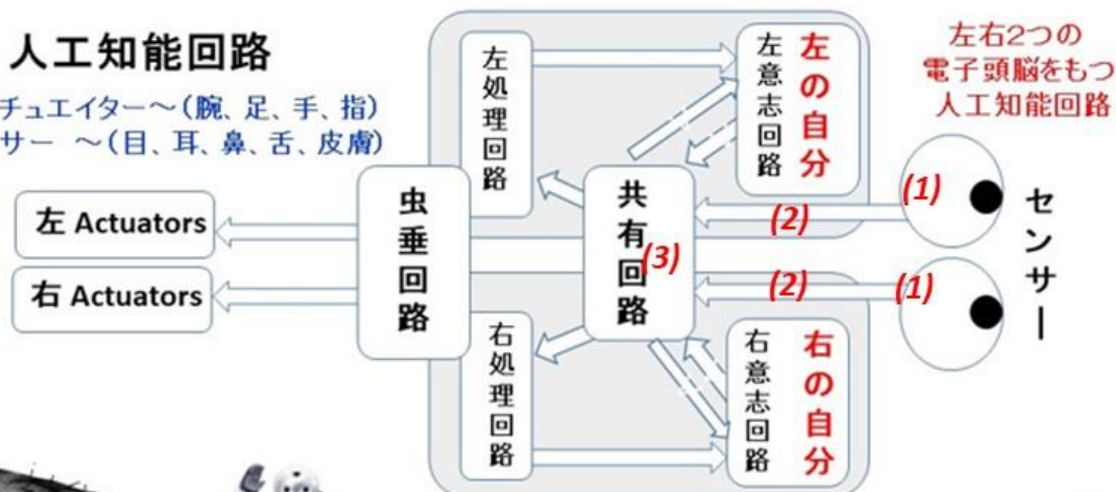 人工知能回路
チュエイター～(腕、足、手、指)
サー ～(目、耳、鼻、舌、皮膚)
左 Actuators
右 Actuators
虫垂回路
左処理回路
右処理回路
共有回路
(3)
左意志回路
左の自分
右意志回路
右の自分
(2)
(2)
(1)
(1)
左右2つの
電子頭脳をもつ
人工知能回路
センサー